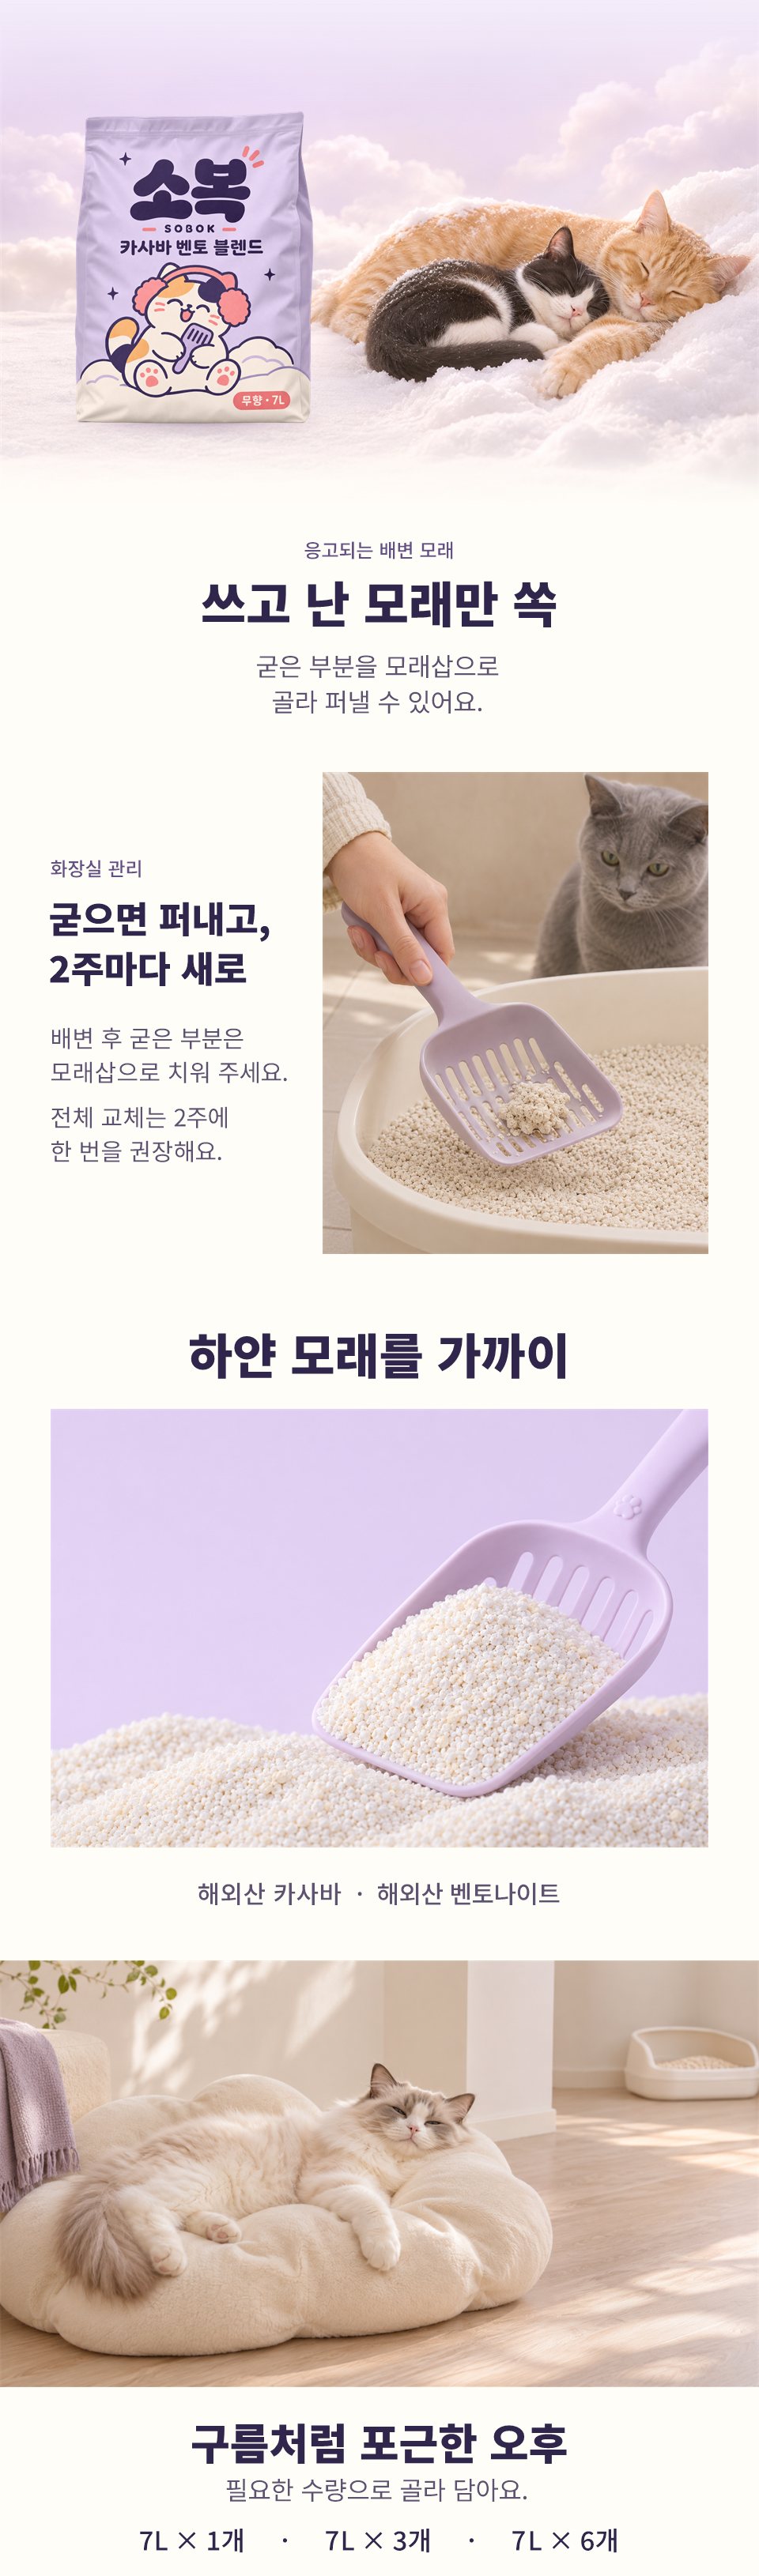 소복
SOBOK
카사바 벤토 블렌드
무향 · 7L
응고되는 배변 모래
쓰고 난 모래만 쏙
굳은 부분을 모래삽으로
골라 퍼낼 수 있어요.
화장실 관리
굳으면 퍼내고,
2주마다 새로
배변 후 굳은 부분은
모래삽으로 치워 주세요.
전체 교체는 2주에
한 번을 권장해요.
하얀 모래를 가까이
해외산 카사바 · 해외산 벤토나이트
구름처럼 포근한 오후
필요한 수량으로 골라 담아요.
7L × 1개 · 7L × 3개 · 7L × 6개